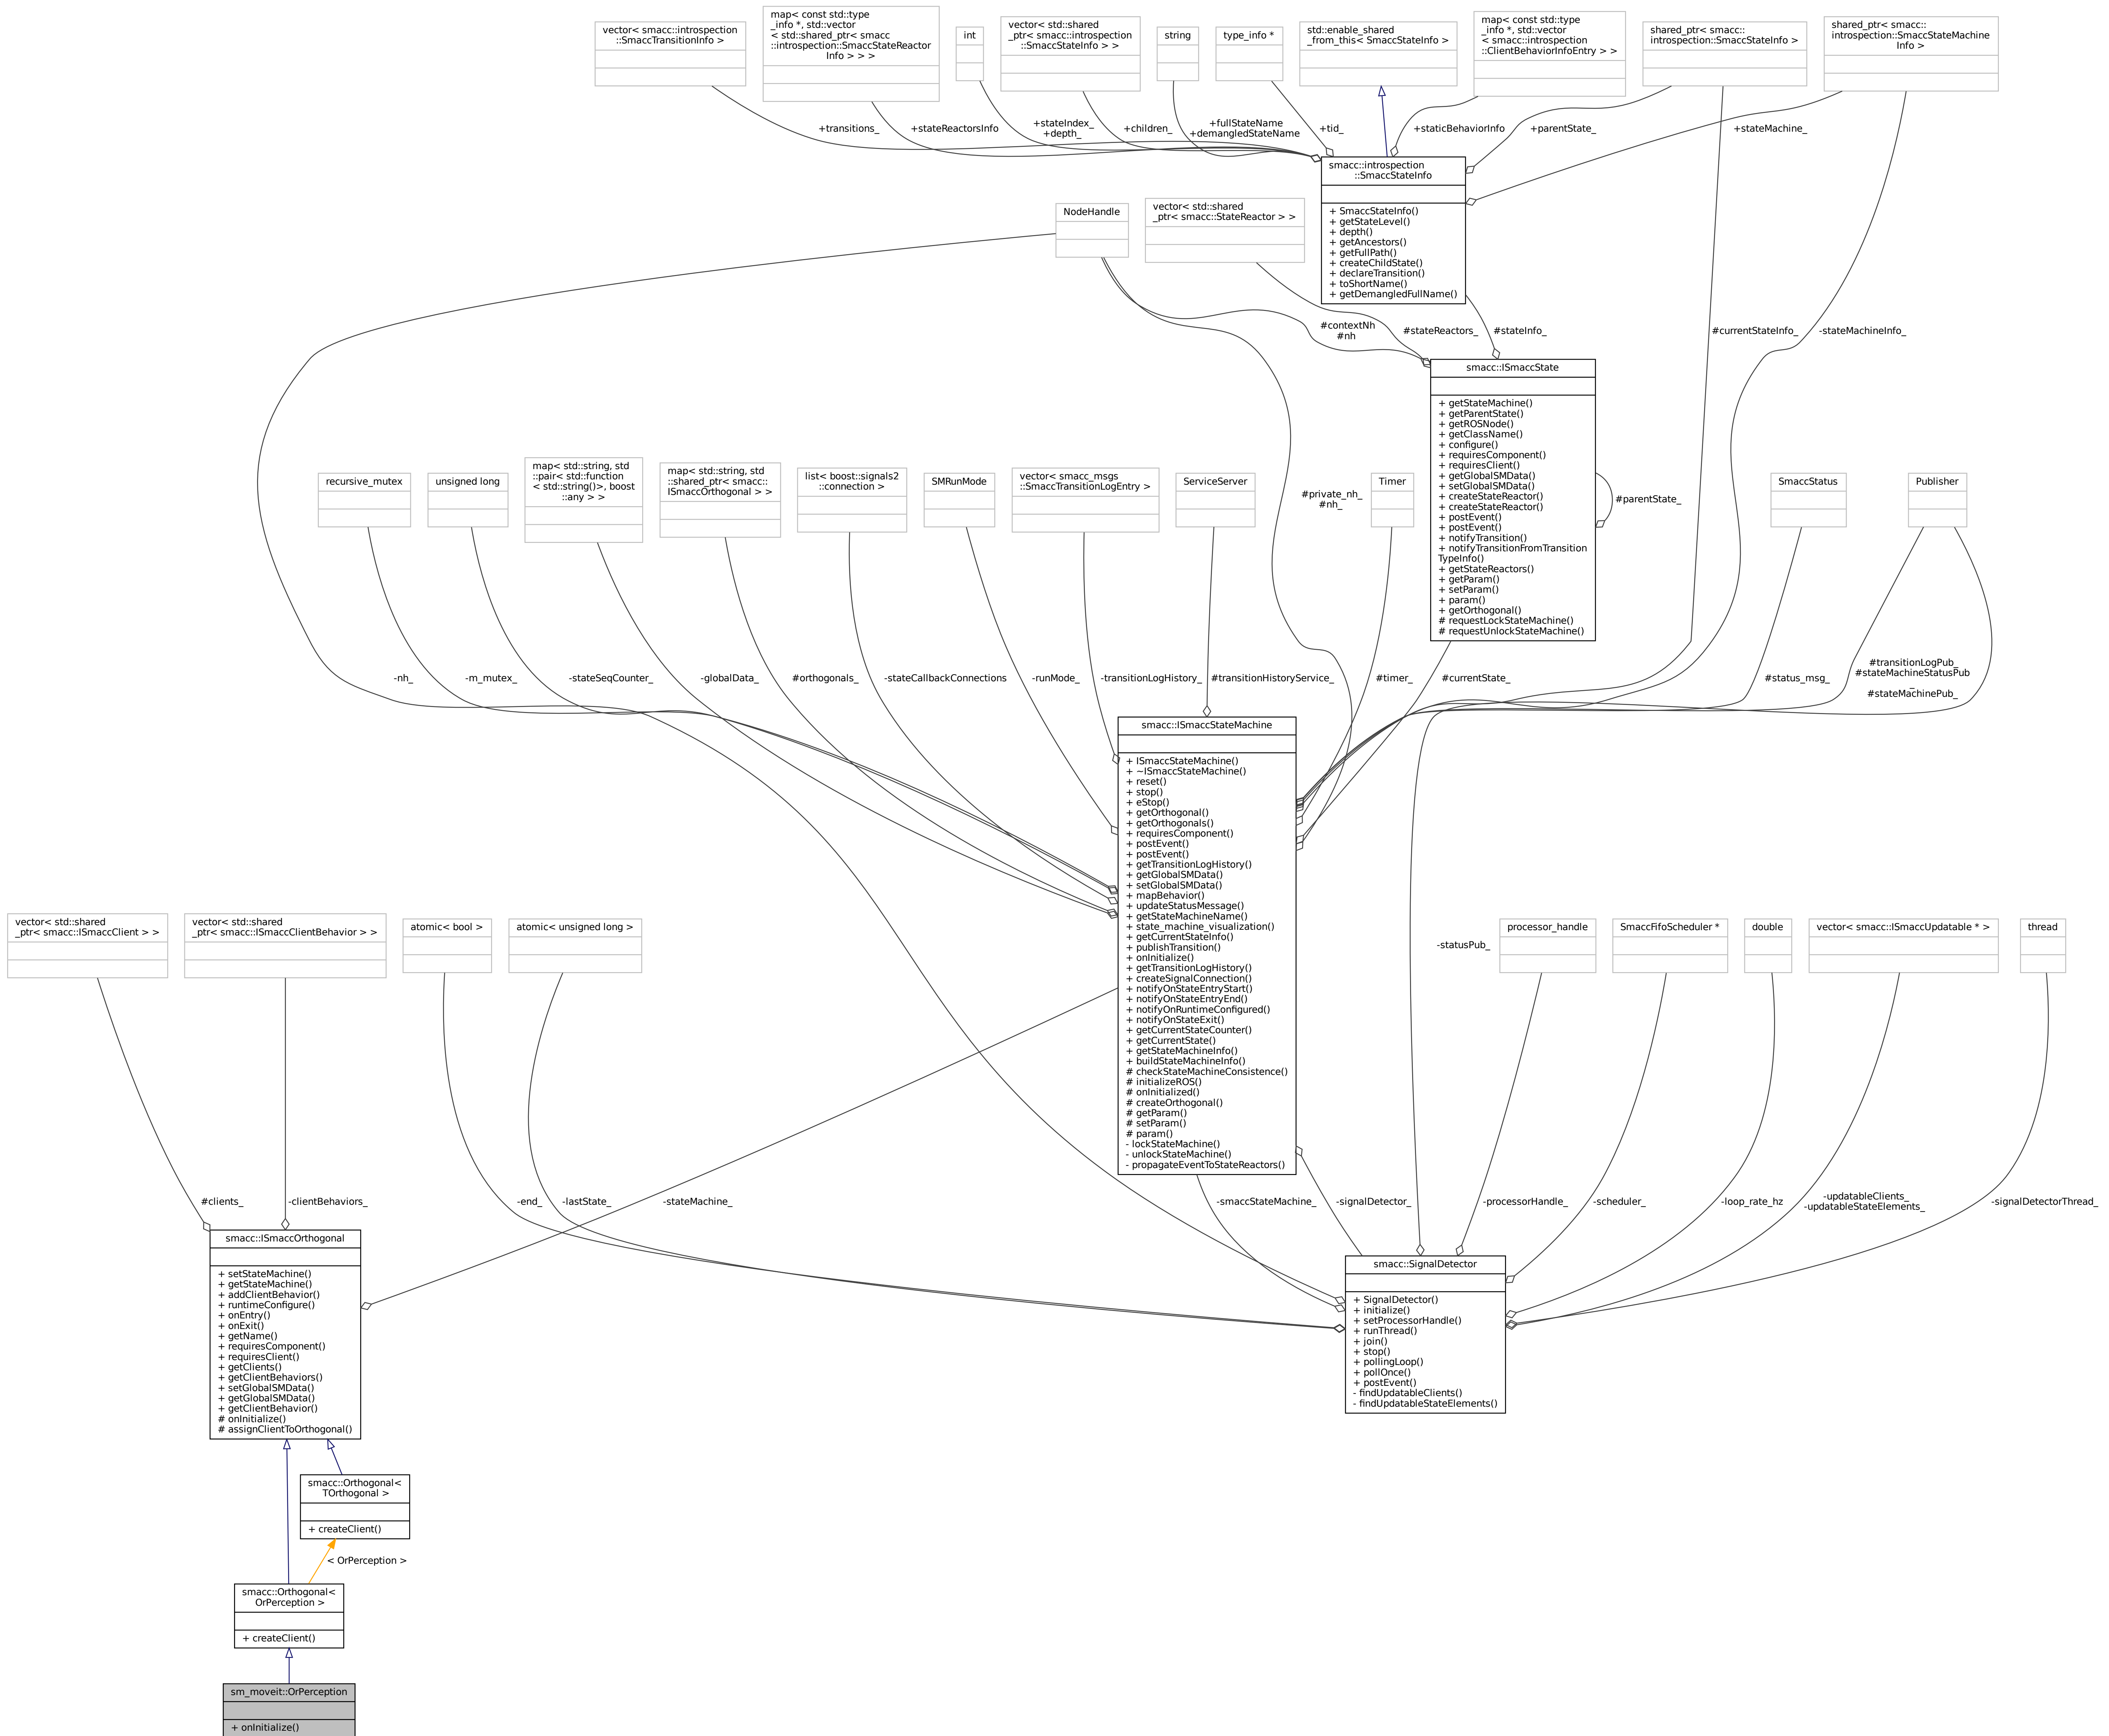 vector< smacc::introspection
::SmaccTransitionInfo >
map< const std::type
_info *, std::vector
< std::shared_ptr< smacc
::introspection::SmaccStateReactor
Info > > >
int
vector< std::shared
_ptr< smacc::introspection
::SmaccStateInfo > >
string
type_info *
std::enable_shared
_from_this< SmaccStateInfo >
map< const std::type
_info *, std::vector
< smacc::introspection
::ClientBehaviorInfoEntry > >
shared_ptr< smacc::
introspection::SmaccStateInfo >
shared_ptr< smacc::
introspection::SmaccStateMachine
Info >
+transitions_
+stateReactorsInfo
+stateIndex_
+depth_
+children_
+fullStateName
+demangledStateName
+tid_
+staticBehaviorInfo
+parentState_
+stateMachine_
smacc::introspection
::SmaccStateInfo
+ SmaccStateInfo()
+ getStateLevel()
+ depth()
+ getAncestors()
+ getFullPath()
+ createChildState()
+ declareTransition()
+ toShortName()
+ getDemangledFullName()
NodeHandle
vector< std::shared
_ptr< smacc::StateReactor > >
#contextNh
#nh
#stateReactors_
#stateInfo_
#currentStateInfo_
-stateMachineInfo_
smacc::ISmaccState
+ getStateMachine()
+ getParentState()
+ getROSNode()
+ getClassName()
+ configure()
+ requiresComponent()
+ requiresClient()
+ getGlobalSMData()
+ setGlobalSMData()
+ createStateReactor()
+ createStateReactor()
+ postEvent()
+ postEvent()
+ notifyTransition()
+ notifyTransitionFromTransition
TypeInfo()
+ getStateReactors()
+ getParam()
+ setParam()
+ param()
+ getOrthogonal()
# requestLockStateMachine()
# requestUnlockStateMachine()
#parentState_
recursive_mutex
unsigned long
map< std::string, std
::pair< std::function
< std::string()>, boost
::any > >
map< std::string, std
::shared_ptr< smacc::
ISmaccOrthogonal > >
list< boost::signals2
::connection >
SMRunMode
vector< smacc_msgs
::SmaccTransitionLogEntry >
ServiceServer
#private_nh_
#nh_
Timer
SmaccStatus
Publisher
-nh_
-m_mutex_
-stateSeqCounter_
-globalData_
#orthogonals_
-stateCallbackConnections
-runMode_
-transitionLogHistory_
#transitionHistoryService_
#timer_
#currentState_
#status_msg_
#transitionLogPub_
#stateMachineStatusPub
_
#stateMachinePub_
smacc::ISmaccStateMachine
+ ISmaccStateMachine()
+ ~ISmaccStateMachine()
+ reset()
+ stop()
+ eStop()
+ getOrthogonal()
+ getOrthogonals()
+ requiresComponent()
+ postEvent()
+ postEvent()
+ getTransitionLogHistory()
+ getGlobalSMData()
+ setGlobalSMData()
+ mapBehavior()
+ updateStatusMessage()
+ getStateMachineName()
+ state_machine_visualization()
+ getCurrentStateInfo()
+ publishTransition()
+ onInitialize()
+ getTransitionLogHistory()
+ createSignalConnection()
+ notifyOnStateEntryStart()
+ notifyOnStateEntryEnd()
+ notifyOnRuntimeConfigured()
+ notifyOnStateExit()
+ getCurrentStateCounter()
+ getCurrentState()
+ getStateMachineInfo()
+ buildStateMachineInfo()
# checkStateMachineConsistence()
# initializeROS()
# onInitialized()
# createOrthogonal()
# getParam()
# setParam()
# param()
- lockStateMachine()
- unlockStateMachine()
- propagateEventToStateReactors()
vector< std::shared
_ptr< smacc::ISmaccClient > >
vector< std::shared
_ptr< smacc::ISmaccClientBehavior > >
atomic< bool >
atomic< unsigned long >
-statusPub_
processor_handle
SmaccFifoScheduler *
double
vector< smacc::ISmaccUpdatable * >
thread
#clients_
-clientBehaviors_
-end_
-lastState_
-stateMachine_
-smaccStateMachine_
-signalDetector_
-processorHandle_
-scheduler_
-loop_rate_hz
-updatableClients_
-updatableStateElements_
-signalDetectorThread_
smacc::ISmaccOrthogonal
+ setStateMachine()
+ getStateMachine()
+ addClientBehavior()
+ runtimeConfigure()
+ onEntry()
+ onExit()
+ getName()
+ requiresComponent()
+ requiresClient()
+ getClients()
+ getClientBehaviors()
+ setGlobalSMData()
+ getGlobalSMData()
+ getClientBehavior()
# onInitialize()
# assignClientToOrthogonal()
smacc::SignalDetector
+ SignalDetector()
+ initialize()
+ setProcessorHandle()
+ runThread()
+ join()
+ stop()
+ pollingLoop()
+ pollOnce()
+ postEvent()
- findUpdatableClients()
- findUpdatableStateElements()
smacc::Orthogonal<
TOrthogonal >
+ createClient()
< OrPerception >
smacc::Orthogonal<
OrPerception >
+ createClient()
sm_moveit::OrPerception
+ onInitialize()